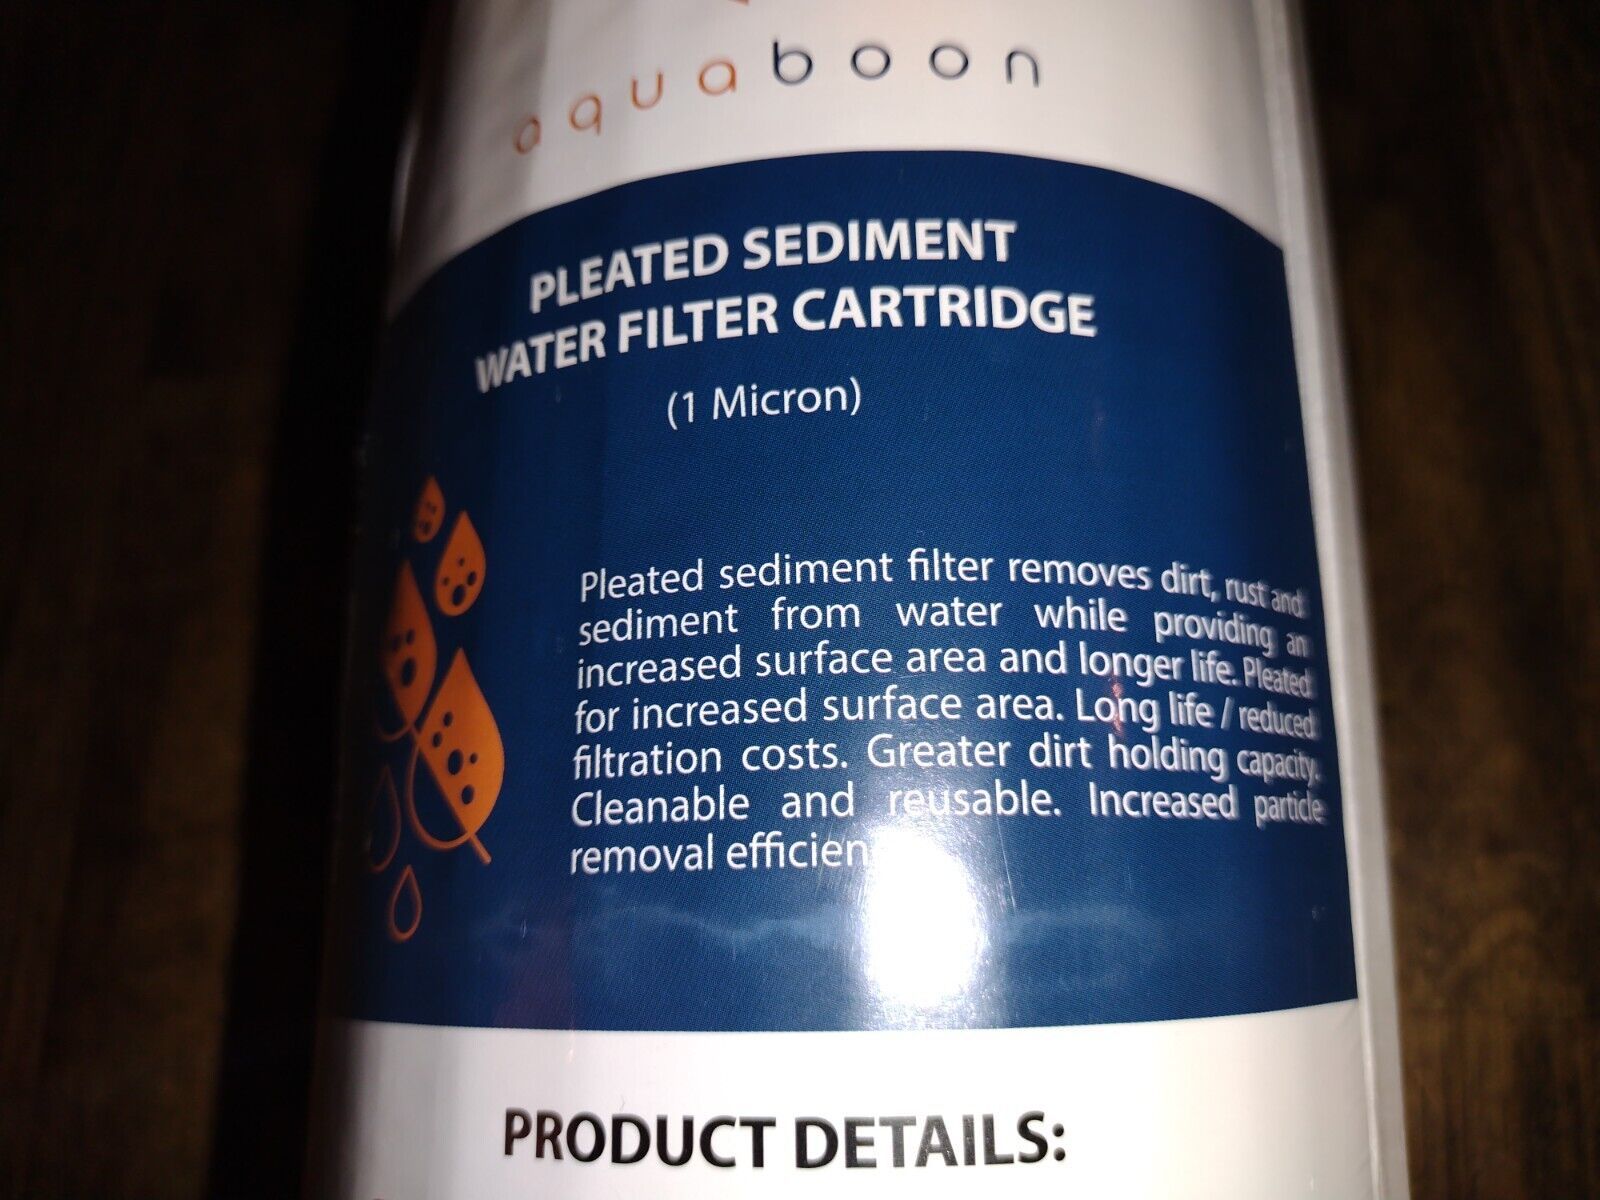 aquaboon
PLEATED SEDIMENT
WATER FILTER CARTRIDGE
(1 Micron)
Pleated sediment filter removes dirt, rust and
sediment from water while providing an
increased surface area and longer life. Pleated
for increased surface area. Long life / reduced
filtration costs. Greater dirt holding capacity.
Cleanable and reusable. Increased particle
removal
PRODUCT DETAILS: